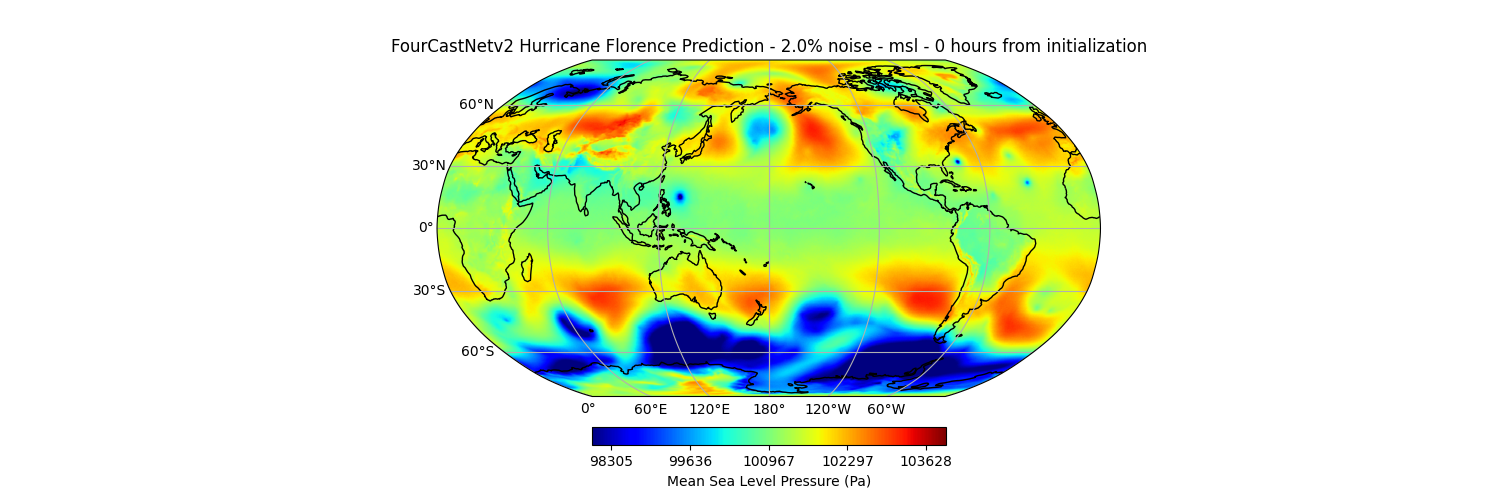 FourCastNetv2 Hurricane Florence Prediction - 2.0% noise - msl - 0 hours from initialization
60°N
30°N
0°
30°S
60°S
0° 60°E 120°E 180° 120°W 60°W
98305 99636 100967 102297 103628
Mean Sea Level Pressure (Pa)